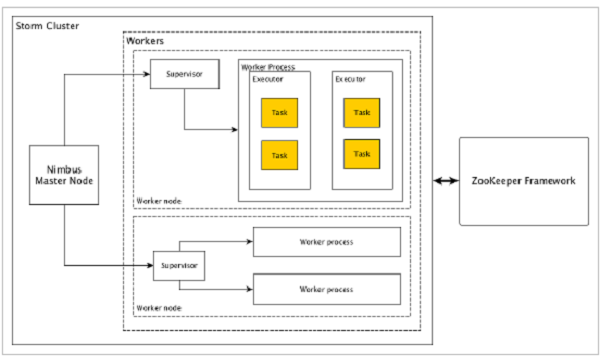 Storm Cluster
Workers
Supervisor
Worker Process
Executor
Executor
Task
Task
Task
Task
Worker node
Nimbus
Master Node
ZooKeeper Framework
Supervisor
Worker process
Worker process
Worker node